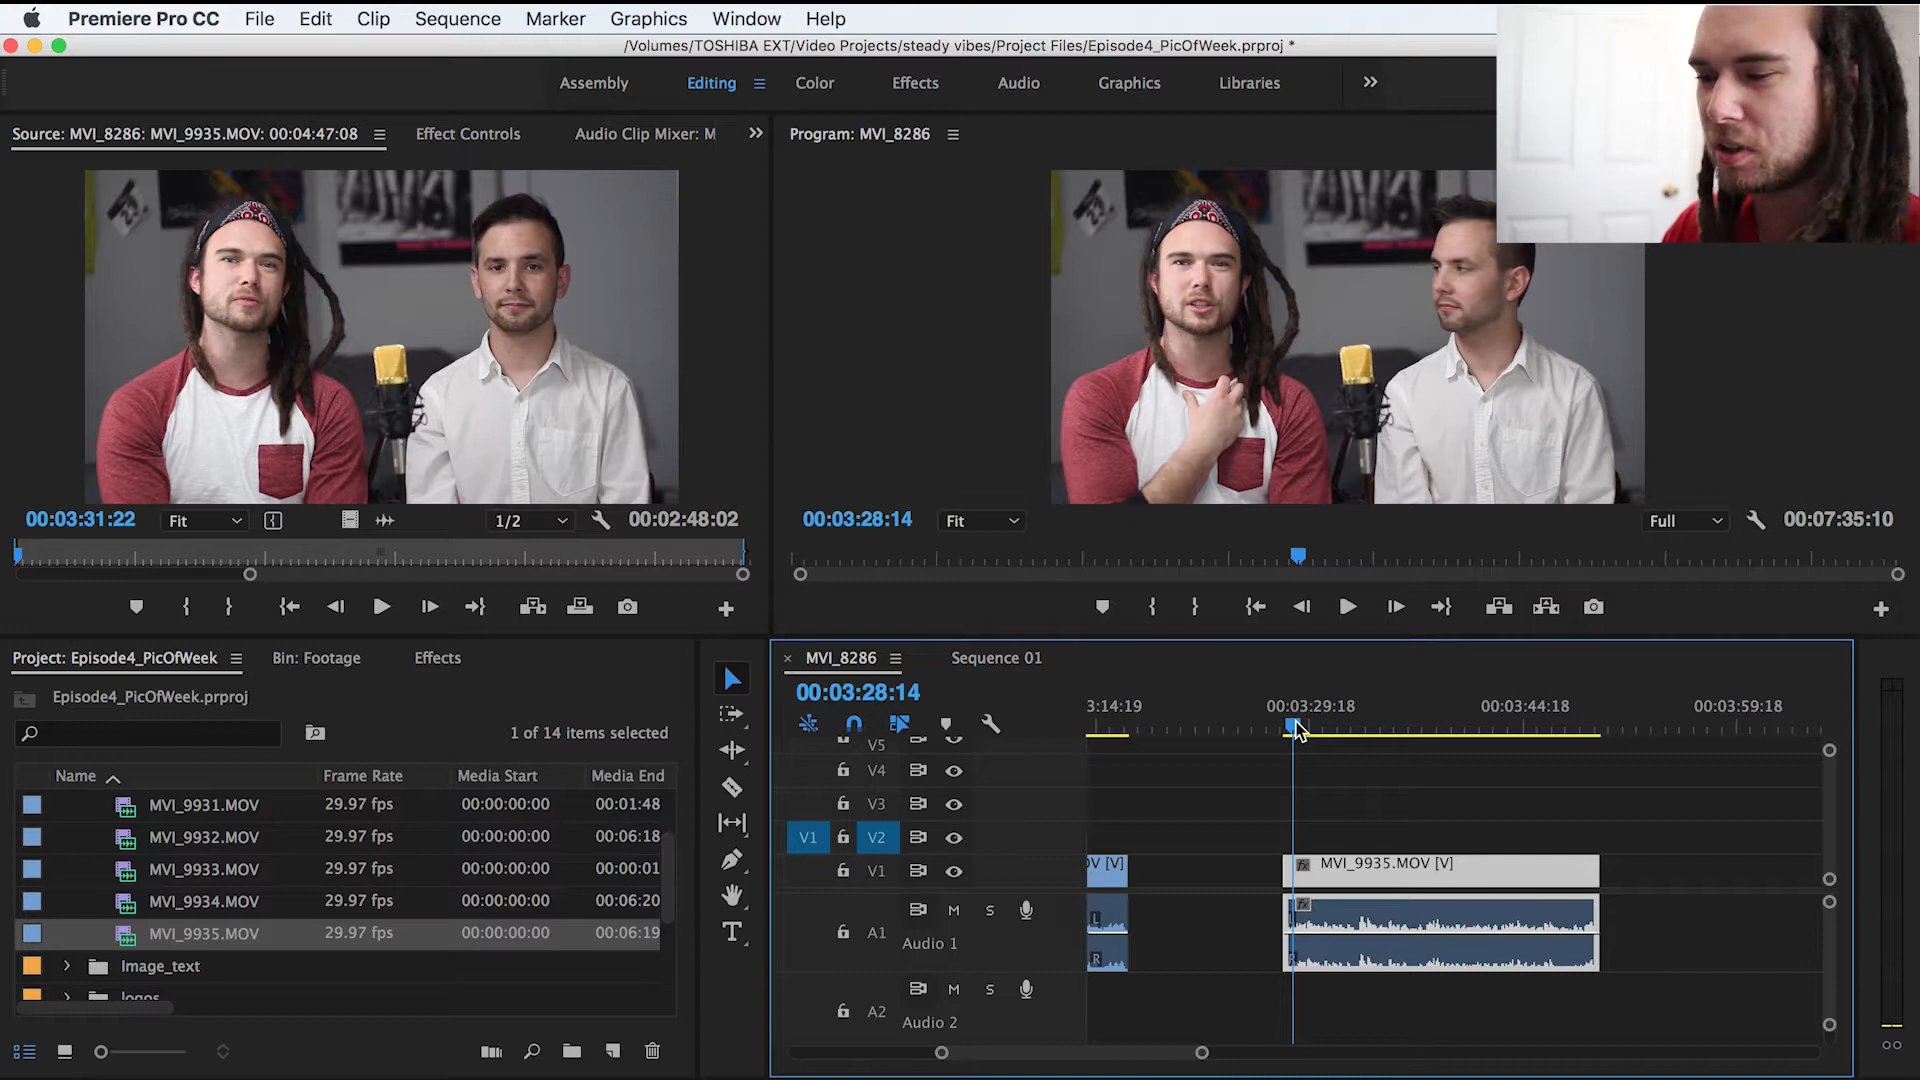 Premiere Pro CC File Edit Clip Sequence Marker Graphics Window Help
/Volumes/TOSHIBA EXT/Video Projects/steady vibes/Project Files/Episode4_PicOfWeek.prproj *
Assembly Editing Color Effects Audio Graphics Libraries
Source: MVI_8286: MVI_9935.MOV: 00:04:47:08 Effect Controls Audio Clip Mixer: M
Program: MVI_8286
23
00:03:31:22 Fit 1/2 00:02:48:02
00:03:28:14 Fit Full 00:07:35:10
Project: Episode4_PicOfWeek Bin: Footage Effects
Episode4_PicOfWeek.prproj
1 of 14 items selected
Name Frame Rate Media Start Media End
MVI_9931.MOV 29.97 fps 00:00:00:00 00:01:48
MVI_9932.MOV 29.97 fps 00:00:00:00 00:06:18
MVI_9933.MOV 29.97 fps 00:00:00:00 00:00:01
MVI_9934.MOV 29.97 fps 00:00:00:00 00:06:20
MVI_9935.MOV 29.97 fps 00:00:00:00 00:06:19
Image_text
logos
T
MVI_8286 Sequence 01
00:03:28:14
3:14:19 00:03:29:18 00:03:44:18 00:03:59:18
V5
V4
V3
V1 V2
V1 OV [V] fx MVI_9935.MOV [V]
M S L fx
A1
Audio 1 R
M S
A2
Audio 2